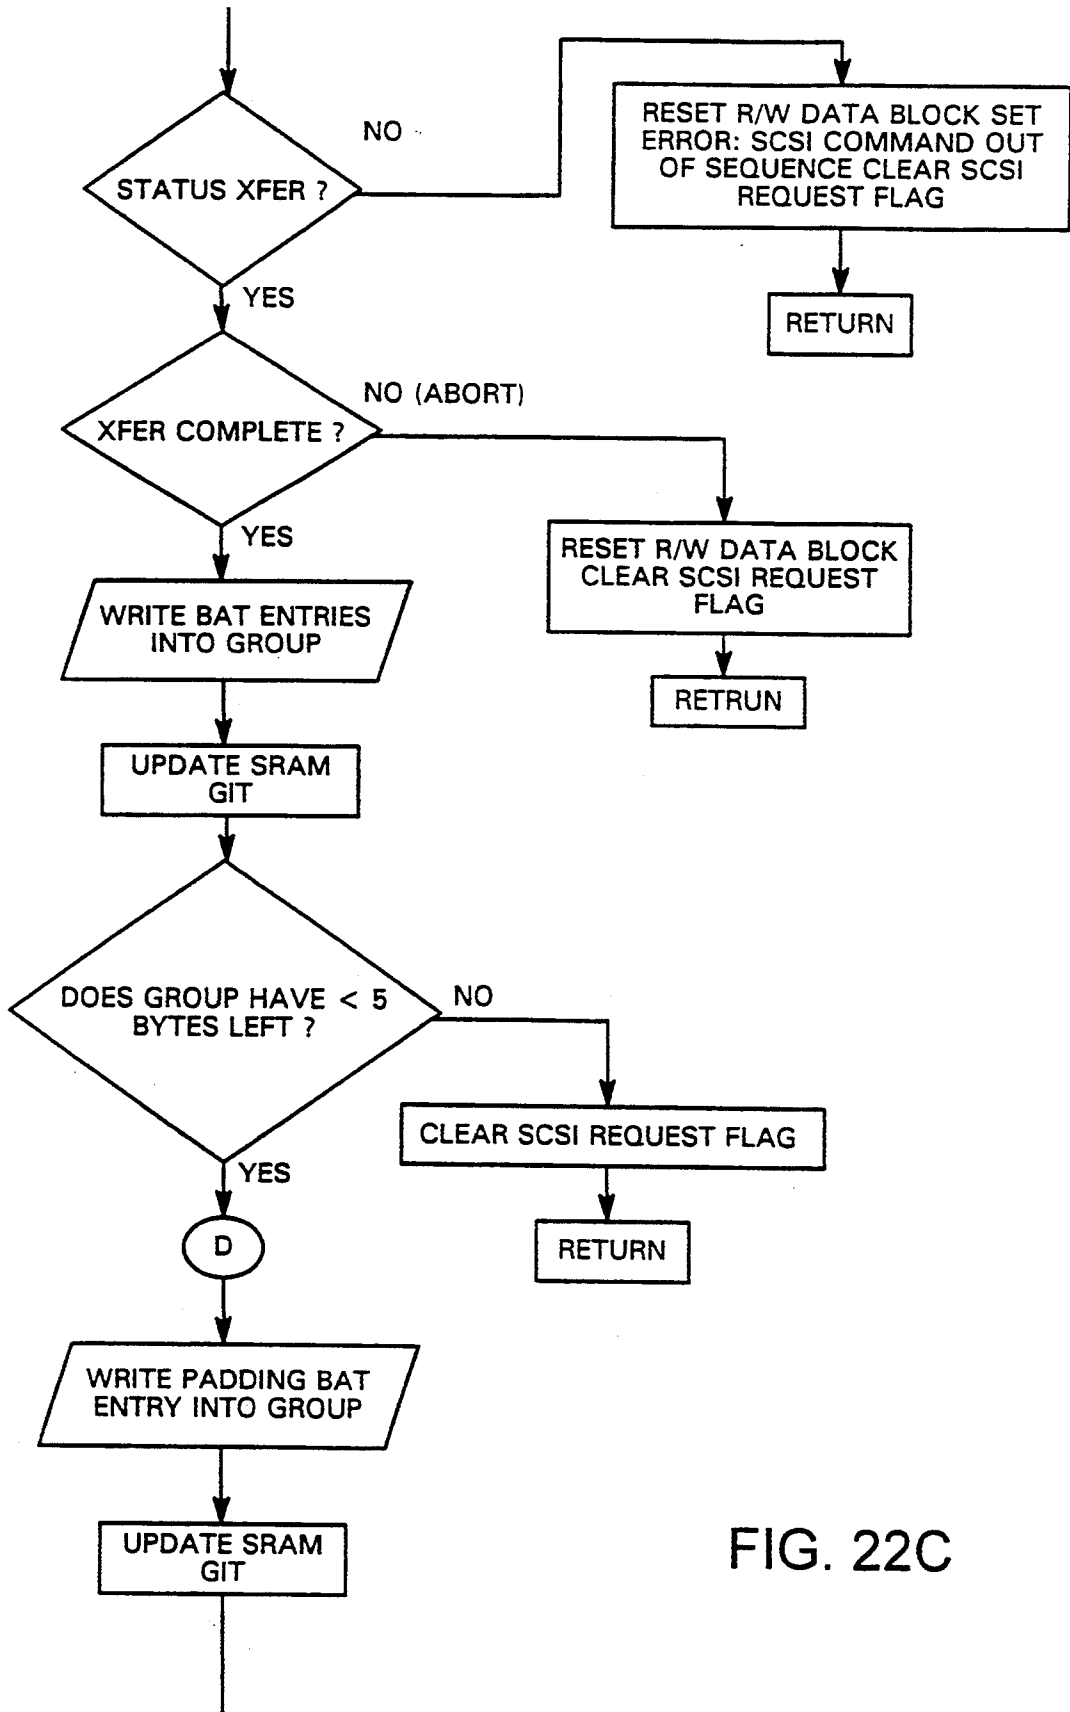 NO
STATUS XFER ?
RESET R/W DATA BLOCK SET
ERROR: SCSI COMMAND OUT
OF SEQUENCE CLEAR SCSI
REQUEST FLAG
YES
RETURN
NO (ABORT)
XFER COMPLETE ?
YES
RESET R/W DATA BLOCK
CLEAR SCSI REQUEST
FLAG
RETRUN
WRITE BAT ENTRIES
INTO GROUP
UPDATE SRAM
GIT
DOES GROUP HAVE < 5
BYTES LEFT ?
NO
CLEAR SCSI REQUEST FLAG
RETURN
YES
D
WRITE PADDING BAT
ENTRY INTO GROUP
UPDATE SRAM
GIT
FIG. 22C